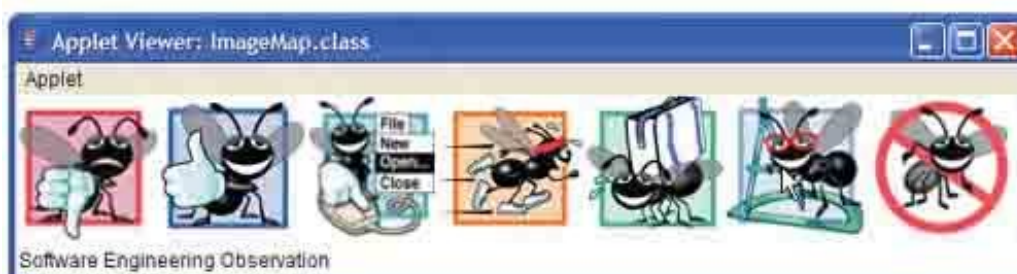 Applet Viewer: ImageMap.class
Applet
File
New
Open...
Close
Software Engineering Observation